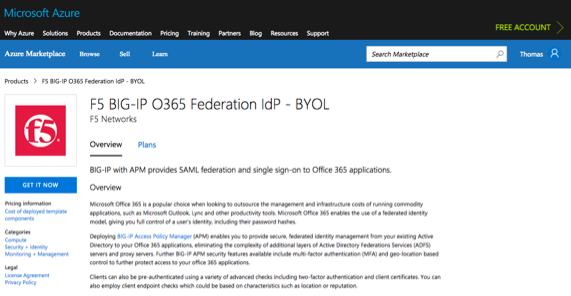 Microsoft Azure
FREE ACCOUNT
Why Azure Solutions Products Documentation Pricing Training Partners Blog Resources Support
Azure Marketplace Browse Sell Learn Search Marketplace Thomas
Products > F5 BIG-IP O365 Federation IdP - BYOL
f5
F5 BIG-IP O365 Federation IdP - BYOL
F5 Networks
Overview Plans
BIG-IP with APM provides SAML federation and single sign-on to Office 365 applications.
GET IT NOW
Overview
Pricing Information
Cost of deployed template
components
Categories
Compute
Security + Identity
Monitoring + Management
Legal
License Agreement
Privacy Policy
Microsoft Office 365 is a popular choice when looking to outsource the management and infrastructure costs of running commodity
applications, such as Microsoft Outlook, Lync and other productivity tools. Microsoft Office 365 enables the use of a federated identity
model, giving you full control of a user's identity, including their password hashes.
Deploying BIG-IP Access Policy Manager (APM) enables you to provide secure, federated identity management from your existing Active
Directory to your Office 365 applications, eliminating the complexity of additional layers of Active Directory Federations Services (ADFS)
servers and proxy servers. Further BIG-IP APM security features available include multi-factor authentication (MFA) and geo-location based
control to further protect access to your office 365 applications.
Clients can also be pre-authenticated using a variety of advanced checks including two-factor authentication and client certificates. You can
also employ client endpoint checks which could be based on characteristics such as location or reputation.